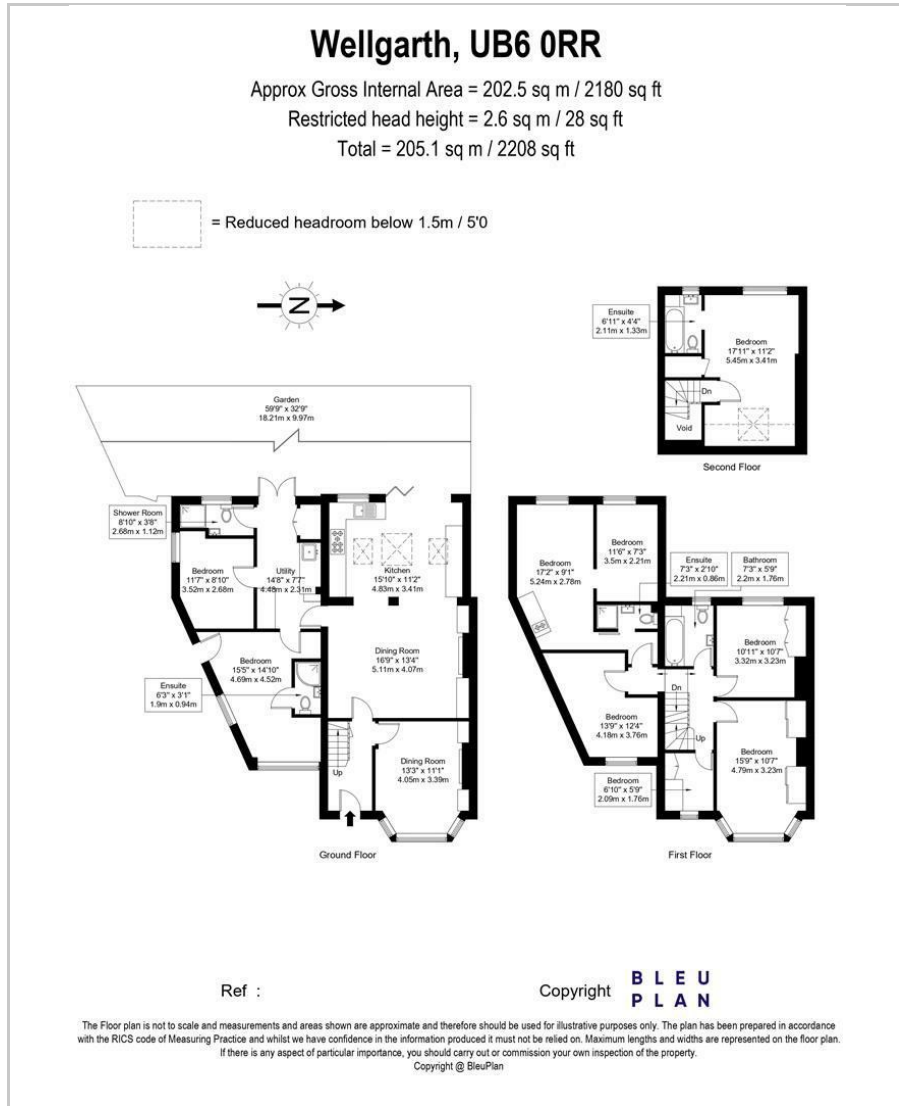 Wellgarth, UB6 0RR
Approx Gross Internal Area = 202.5 sq m / 2180 sq ft
Restricted head height = 2.6 sq m / 28 sq ft
Total = 205.1 sq m / 2208 sq ft
= Reduced headroom below 1.5m / 5'0
N
Ensuite
6'11" x 4'4"
2.11m x 1.33m
Bedroom
17'11" x 11'2"
5.45m x 3.41m
Dn
Void
Second Floor
Garden
59'9" x 32'9"
18.21m x 9.97m
Shower Room
8'10" x 3'8"
2.68m x 1.12m
Bedroom
11'7" x 8'10"
3.52m x 2.68m
Utility
14'8" x 7'7"
4.48m x 2.31m
Kitchen
15'10" x 11'2"
4.83m x 3.41m
Dining Room
16'9" x 13'4"
5.11m x 4.07m
Bedroom
15'5" x 14'10"
4.69m x 4.52m
Ensuite
6'3" x 3'1"
1.9m x 0.94m
Up
Dining Room
13'3" x 11'1"
4.05m x 3.39m
Ground Floor
Bedroom
17'2" x 9'1"
5.24m x 2.78m
Bedroom
11'6" x 7'3"
3.5m x 2.21m
Ensuite
7'3" x 2'10"
2.21m x 0.86m
Bathroom
7'3" x 5'9"
2.2m x 1.76m
Bedroom
10'11" x 10'7"
3.32m x 3.23m
Dn
Bedroom
13'9" x 12'4"
4.18m x 3.76m
Up
Bedroom
15'9" x 10'7"
4.79m x 3.23m
Bedroom
6'10" x 5'9"
2.09m x 1.76m
First Floor
Ref :
Copyright
BLEU
PLAN
The Floor plan is not to scale and measurements and areas shown are approximate and therefore should be used for illustrative purposes only. The plan has been prepared in accordance
with the RICS code of Measuring Practice and whilst we have confidence in the information produced it must not be relied on. Maximum lengths and widths are represented on the floor plan.
If there is any aspect of particular importance, you should carry out or commission your own inspection of the property.
Copyright @ BleuPlan